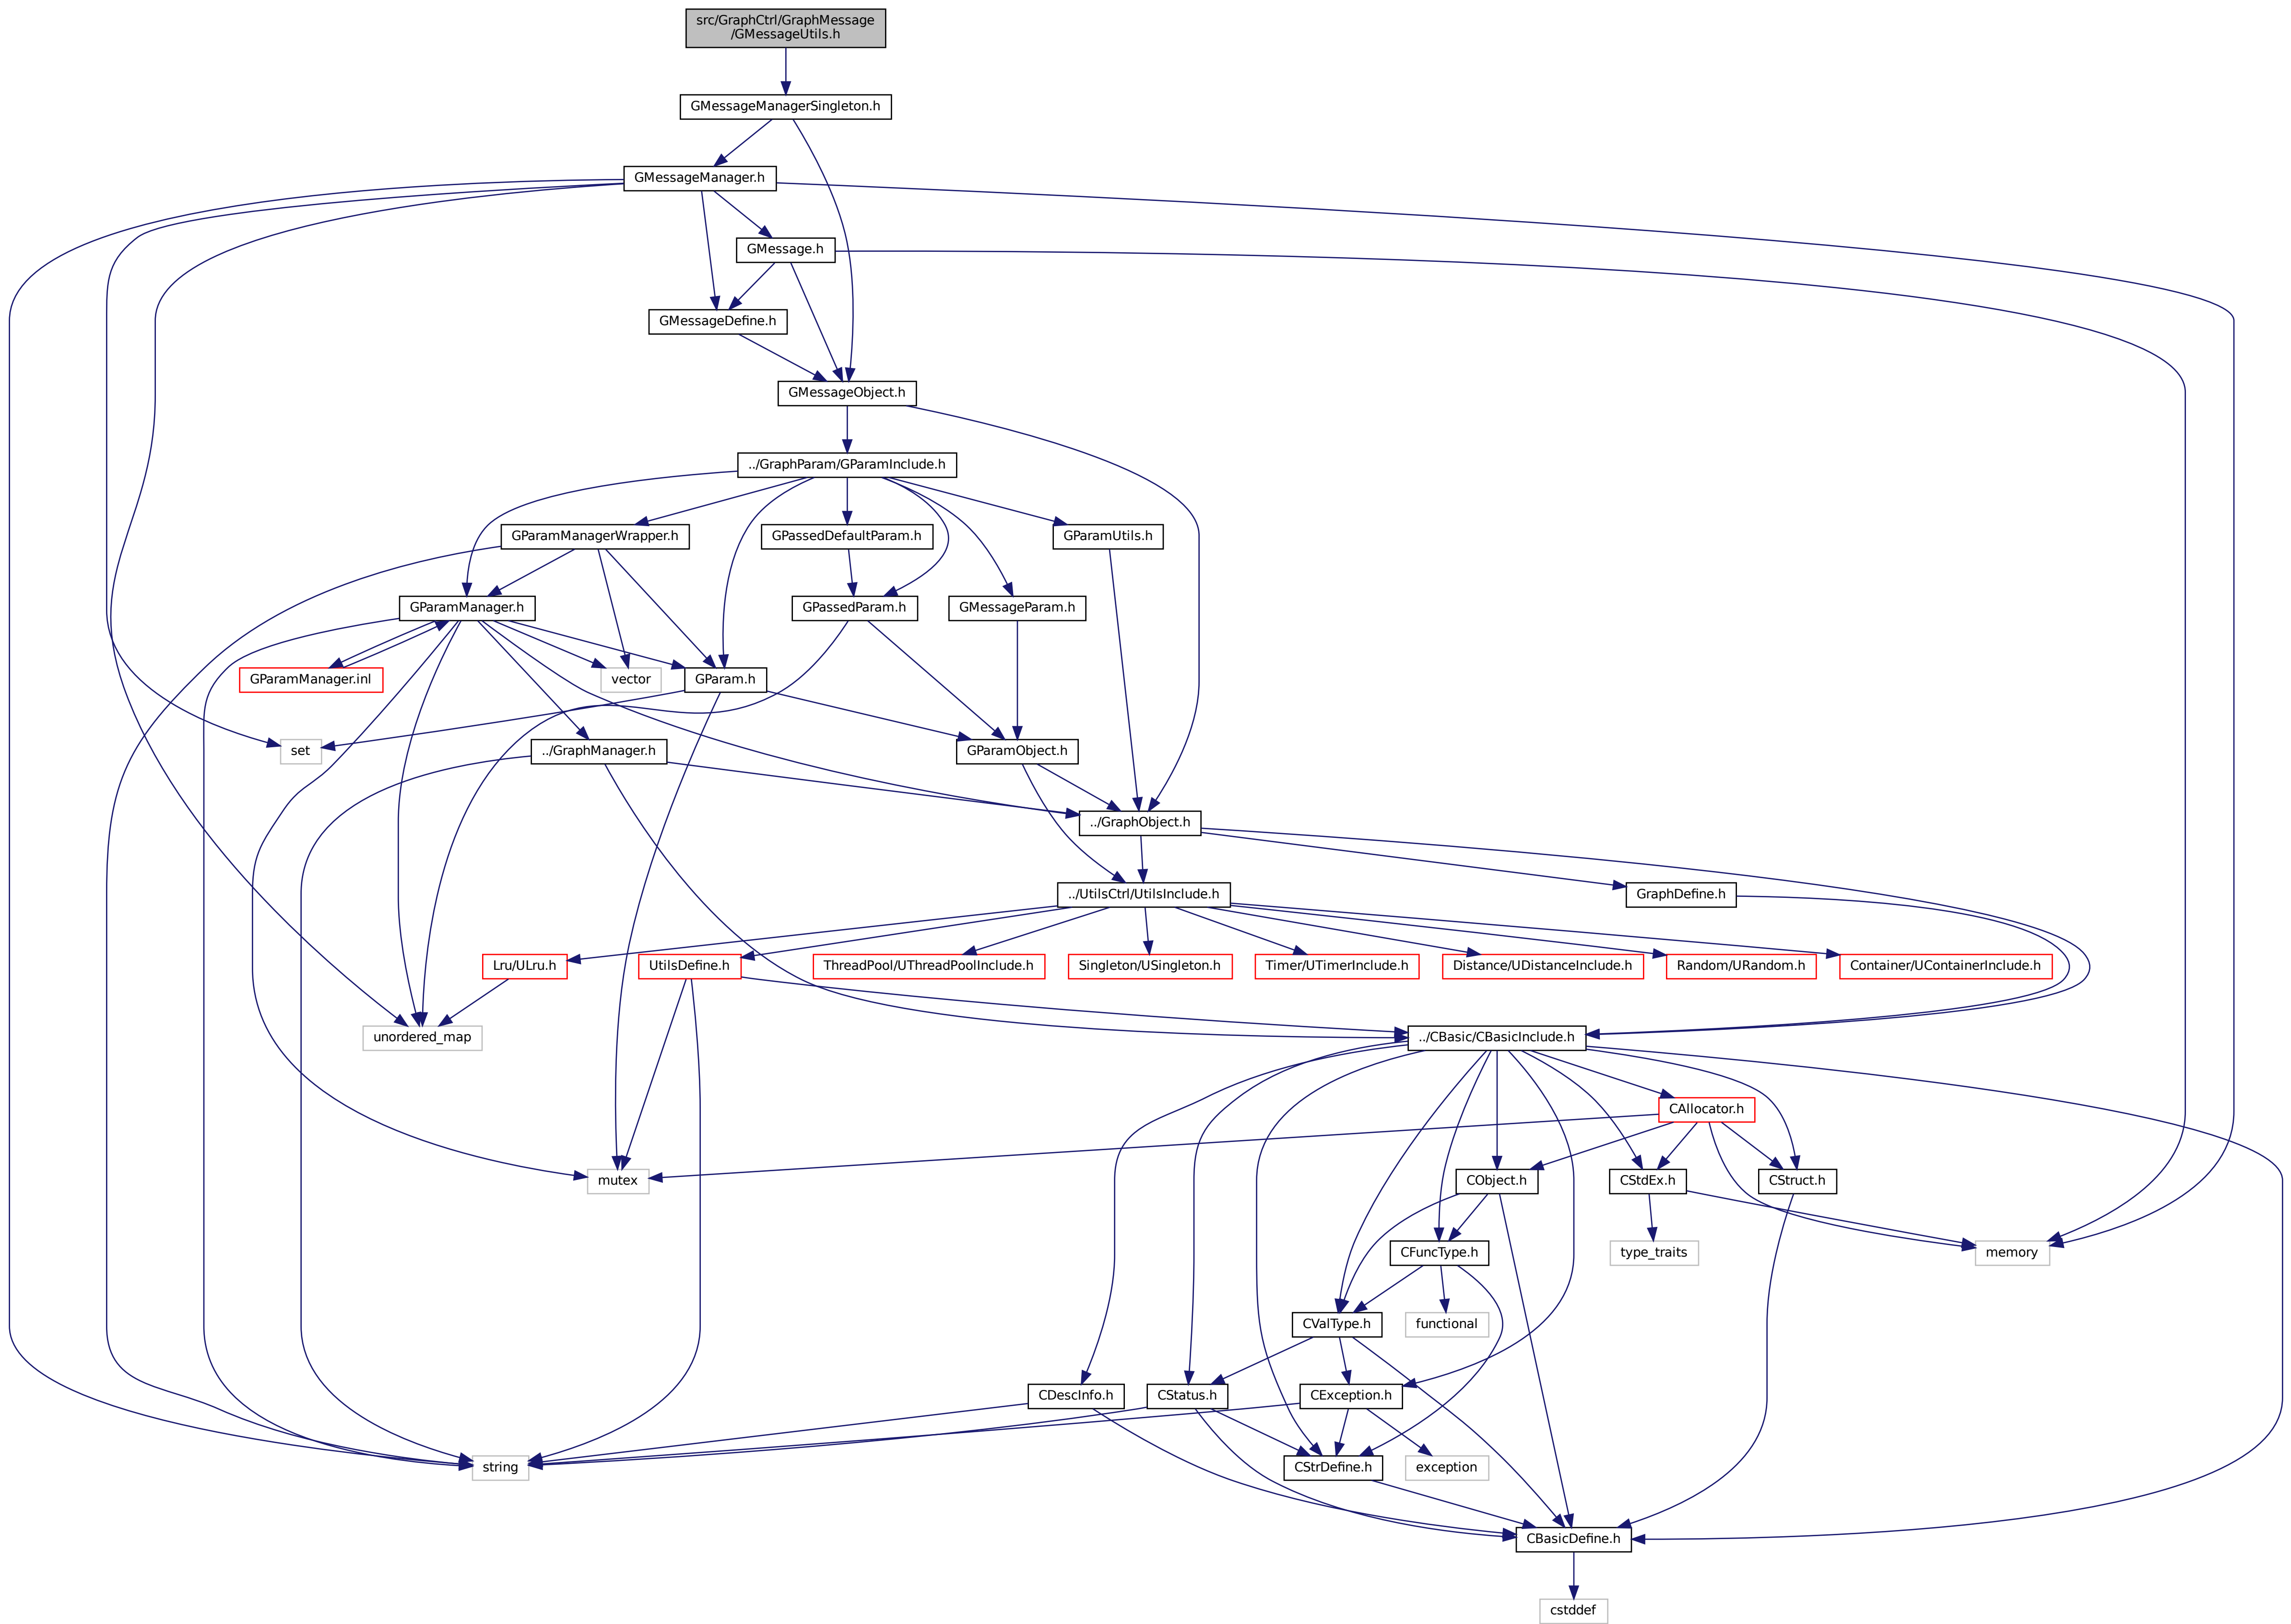 src/GraphCtrl/GraphMessage
/GMessageUtils.h
GMessageManagerSingleton.h
GMessageManager.h
GMessage.h
GMessageDefine.h
GMessageObject.h
../GraphParam/GParamInclude.h
GParamManagerWrapper.h
GPassedDefaultParam.h
GParamUtils.h
GParamManager.h
GPassedParam.h
GMessageParam.h
GParamManager.inl
vector
GParam.h
set
../GraphManager.h
GParamObject.h
../GraphObject.h
../UtilsCtrl/UtilsInclude.h
GraphDefine.h
Lru/ULru.h
UtilsDefine.h
ThreadPool/UThreadPoolInclude.h
Singleton/USingleton.h
Timer/UTimerInclude.h
Distance/UDistanceInclude.h
Random/URandom.h
Container/UContainerInclude.h
unordered_map
../CBasic/CBasicInclude.h
CAllocator.h
mutex
CObject.h
CStdEx.h
CStruct.h
CFuncType.h
type_traits
memory
CValType.h
functional
CDescInfo.h
CStatus.h
CException.h
string
CStrDefine.h
exception
CBasicDefine.h
cstddef